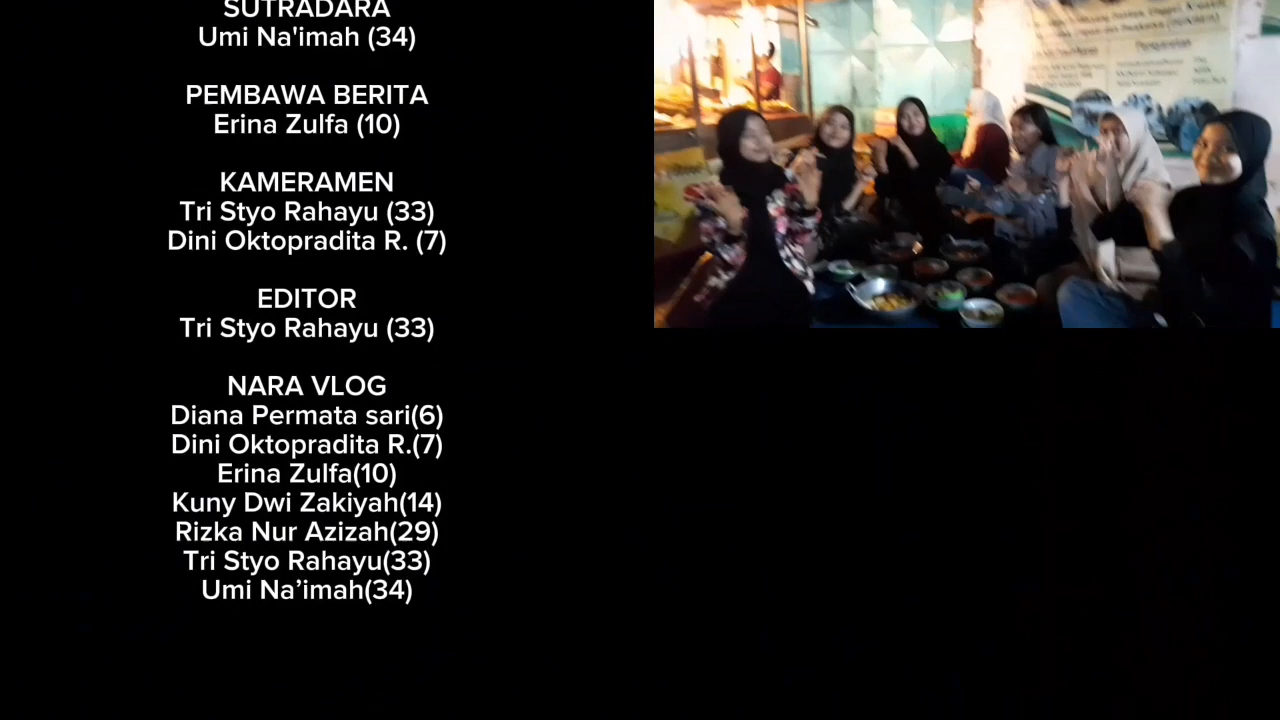 SUTRADARA
Umi Na'imah (34)
PEMBAWA BERITA
Erina Zulfa (10)
KAMERAMEN
Tri Styo Rahayu (33)
Dini Oktopradita R. (7)
EDITOR
Tri Styo Rahayu (33)
NARA VLOG
Diana Permata sari(6)
Dini Oktopradita R.(7)
Erina Zulfa(10)
Kuny Dwi Zakiyah(14)
Rizka Nur Azizah(29)
Tri Styo Rahayu(33)
Umi Na’imah(34)